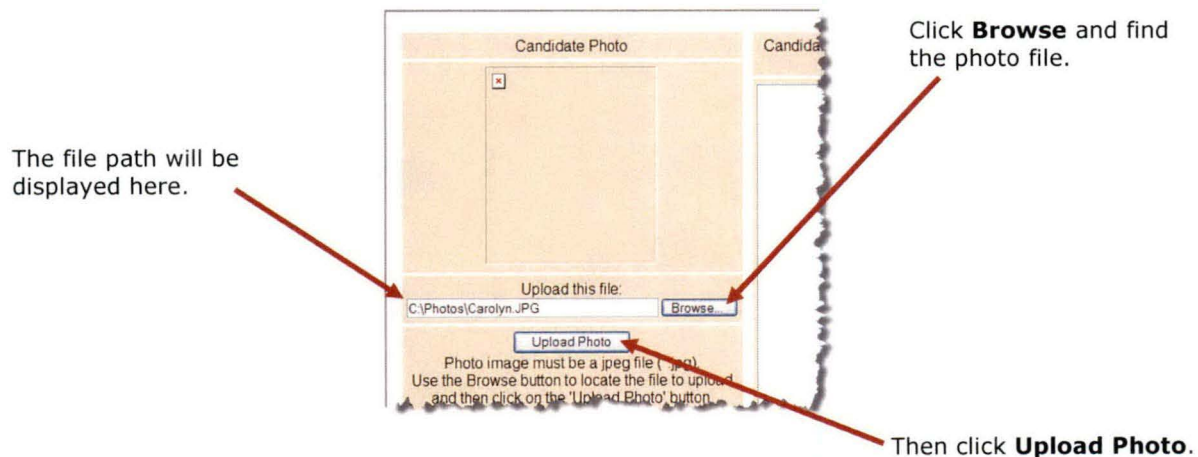 Candidate Photo
Candida
Click Browse and find
the photo file.
The file path will be
displayed here.
Upload this file:
C:\Photos\Carolyn.JPG
Browse...
Upload Photo
Photo image must be a jpeg file ( .jpg)
Use the Browse button to locate the file to upload
and then click on the 'Upload Photo' button
Then click Upload Photo.